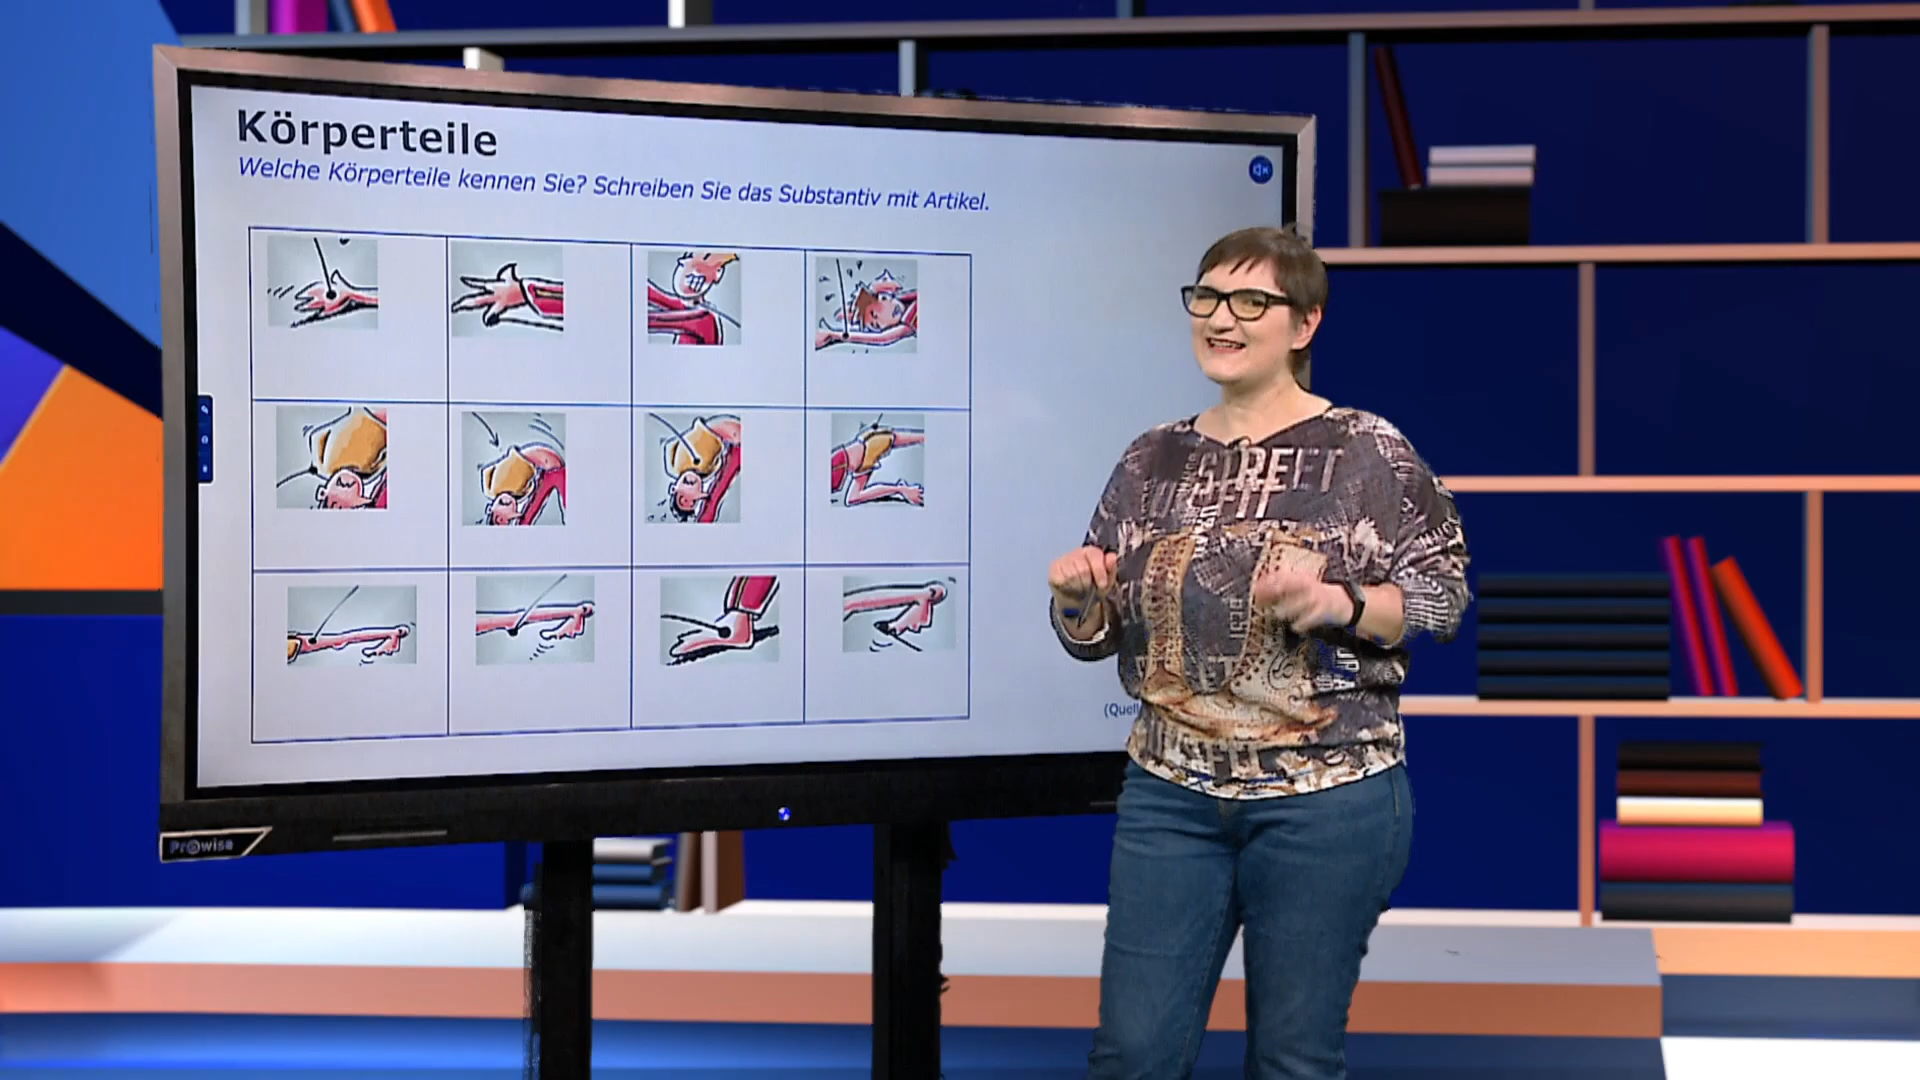 Körperteile
Welche Körperteile kennen Sie? Schreiben Sie das Substantiv mit Artikel.
(Quell
Prowise
STREET